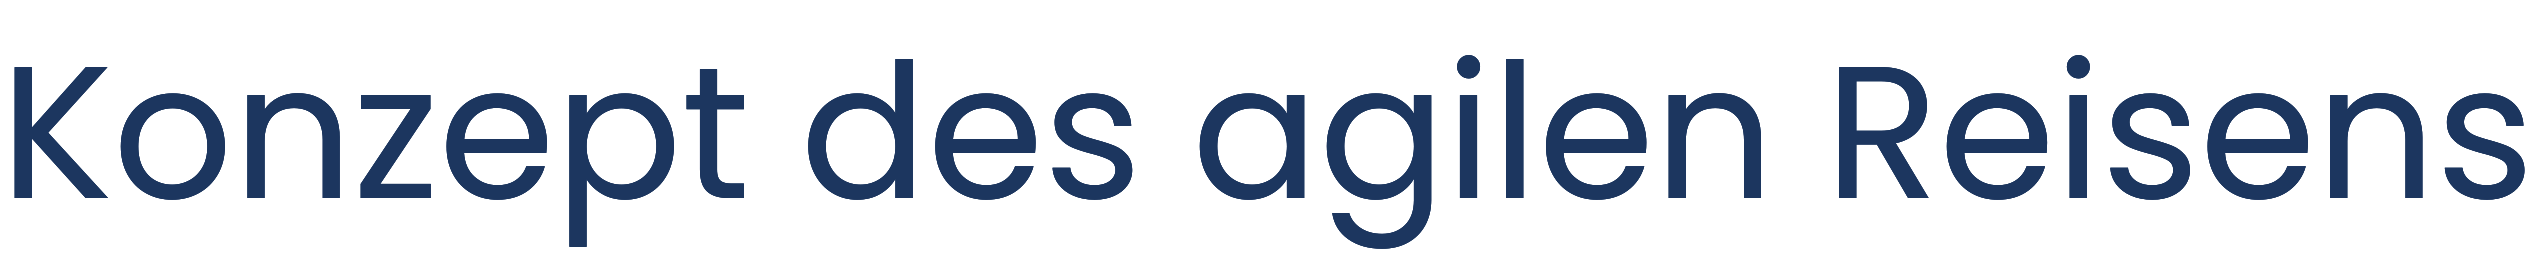 Konzept des agilen Reisens